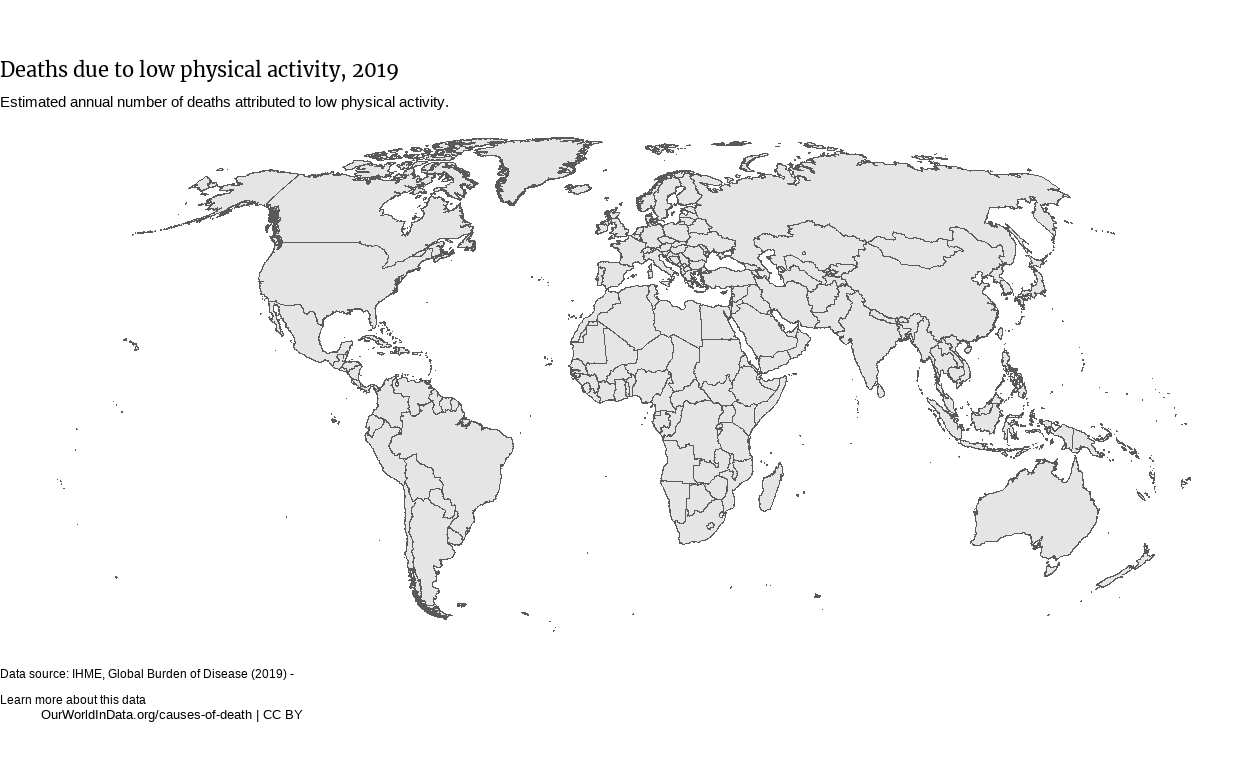 Deaths due to low physical activity, 2019
Estimated annual number of deaths attributed to low physical activity.
Data source: IHME, Global Burden of Disease (2019) -
Learn more about this data
OurWorldInData.org/causes-of-death | CC BY